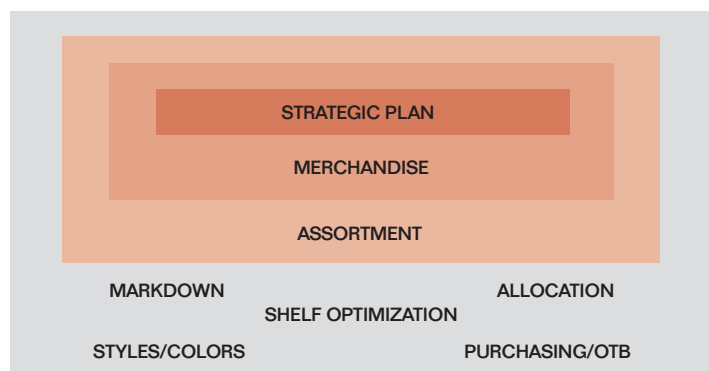 STRATEGIC PLAN
MERCHANDISE
ASSORTMENT
MARKDOWN
ALLOCATION
SHELF OPTIMIZATION
STYLES/COLORS
PURCHASING/OTB